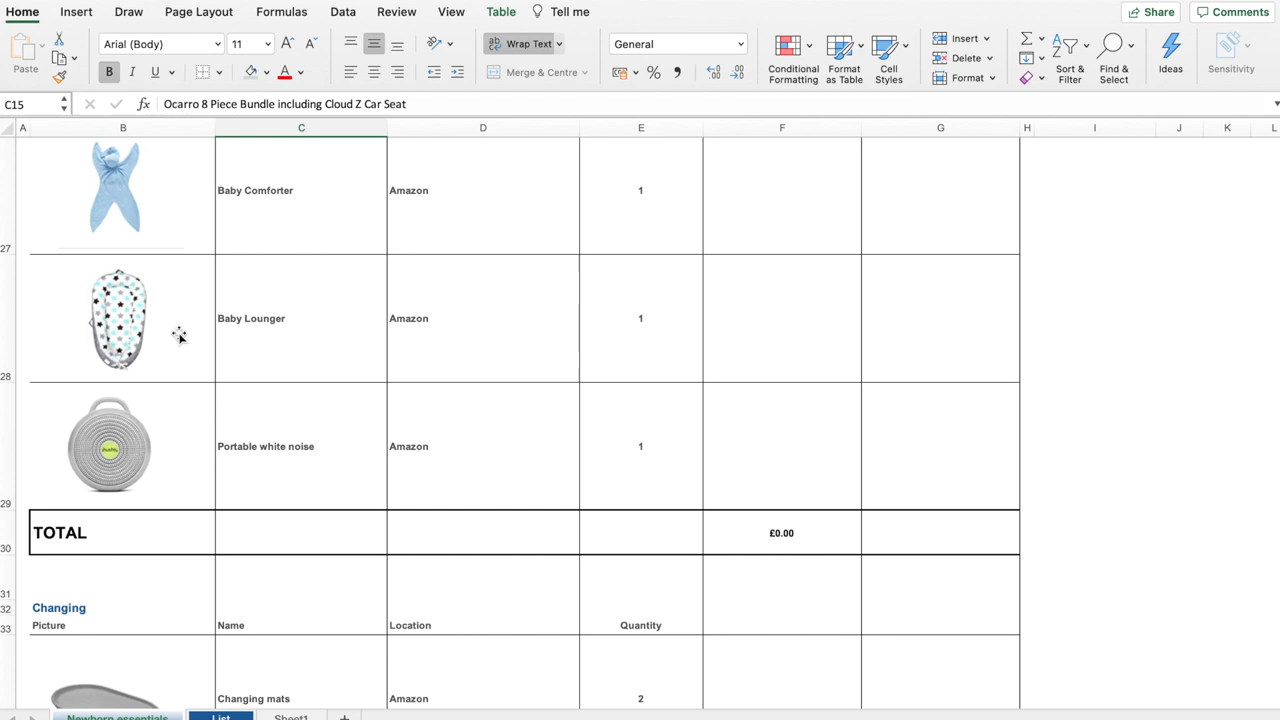 Home Insert Draw Page Layout Formulas Data Review View Table Tell me Share Comments
Paste Arial (Body) 11 A A Wrap Text General Insert
B I U A Merge & Centre % Delete
Conditional Formatting Format as Table Cell Styles Format Sort & Filter Find & Select Ideas Sensitivity
C15 fx Ocarro 8 Piece Bundle including Cloud Z Car Seat
A B C D E F G H I J K L
27 Baby Comforter Amazon 1
28 Baby Lounger Amazon 1
29 Portable white noise Amazon 1
30 TOTAL £0.00
31
32 Changing
33 Picture Name Location Quantity
Changing mats Amazon 2
Newborn essentials List Sheet1 +